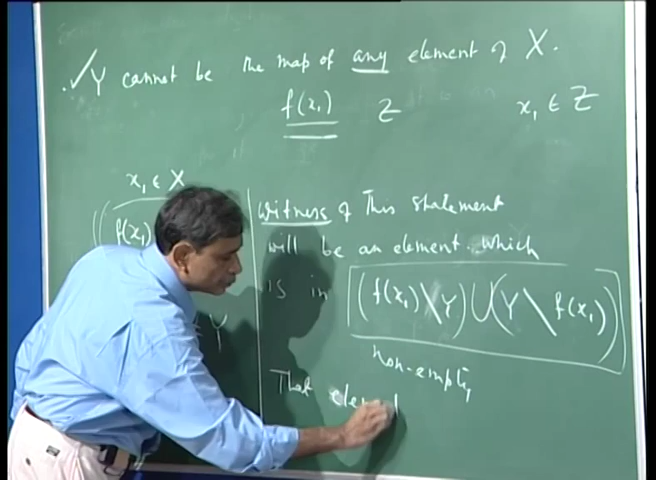 ✓ Y cannot be the map of any element of X.
f(x₁) Z x₁ ∈ Z
x₁ ∈ X
f(x₁)
Y
Witness of This statement
will be an element which
is in (f(x₁) \ Y) ∪ (Y \ f(x₁))
non-empty
That